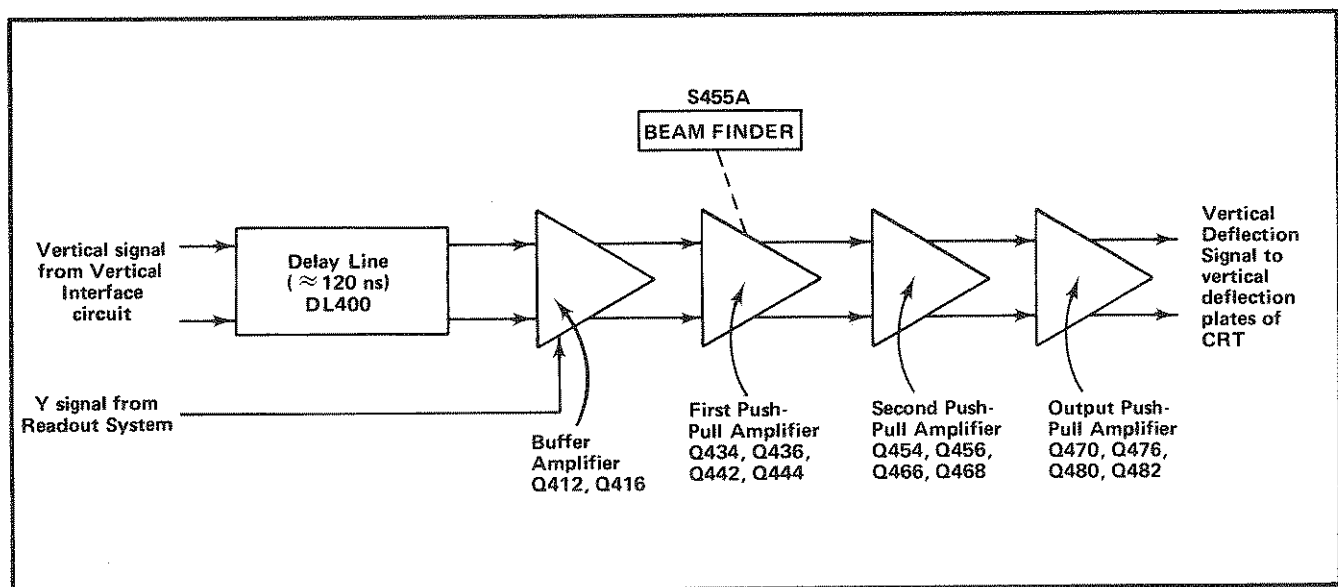 S455A
BEAM FINDER
Vertical signal
from Vertical
Interface
circuit
Delay Line
(≈120 ns)
DL400
Vertical
Deflection
Signal to
vertical
deflection
plates of
CRT
Y signal from
Readout System
Buffer
Amplifier
Q412, Q416
First Push-
Pull Amplifier
Q434, Q436,
Q442, Q444
Second Push-
Pull Amplifier
Q454, Q456,
Q466, Q468
Output Push-
Pull Amplifier
Q470, Q476,
Q480, Q482